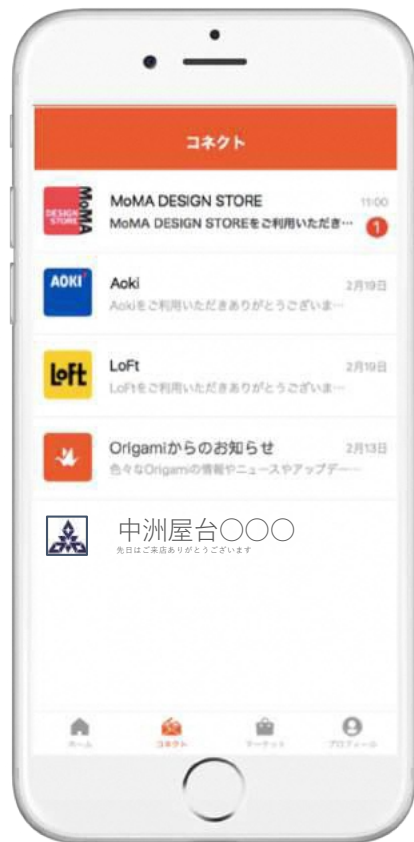 コネクト
MoMA
DESIGN STORE
MoMA DESIGN STORE
11:00
MoMA DESIGN STOREをご利用いただき…
1
AOKI
Aoki
2月19日
Aokiをご利用いただきありがとうございま…
LoFt
LoFt
2月19日
LoFtをご利用いただきありがとうございま…
Origamiからのお知らせ
2月13日
色々なOrigamiの情報やニュースやアップデー…
中洲屋台〇〇〇
先日はご来店ありがとうございます
ホーム
コネクト
マーケット
プロフィール